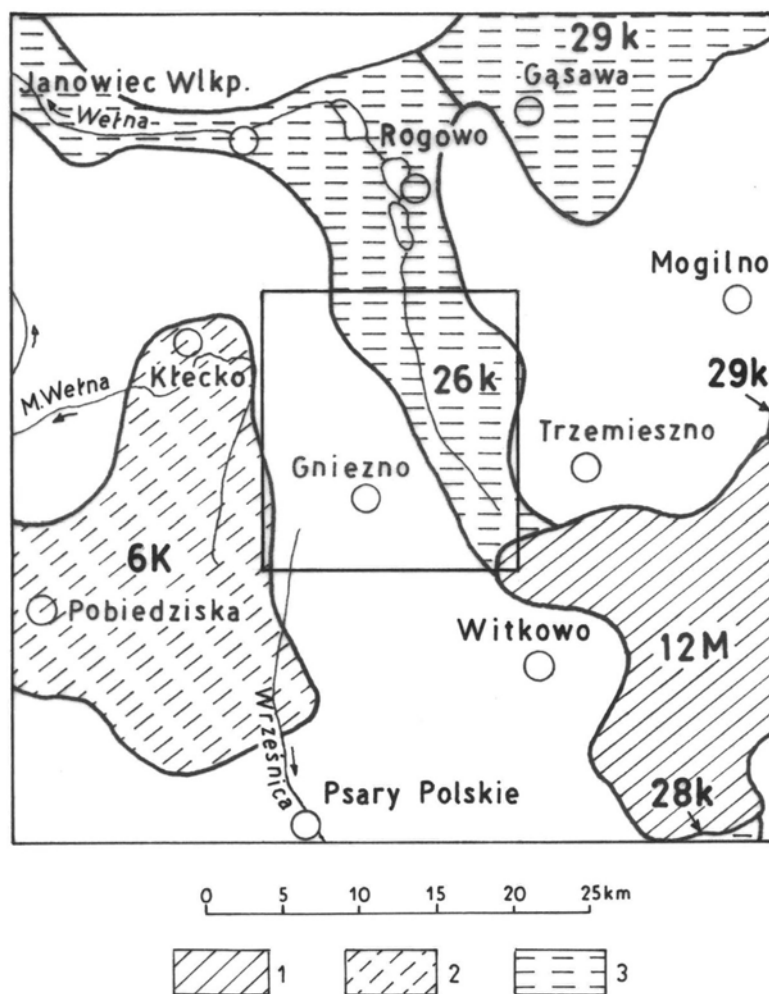 29k
Janowiec Wlkp.
Gąsawa
Wełna
Rogowo
Mogilno
Kłecko
26k
29k
M.Wełna
Trzemieszno
Gniezno
6K
Pobiedziska
Witkowo
12M
Wrześnica
28k
Psary Polskie
0 5 10 15 20 25km
1 2 3